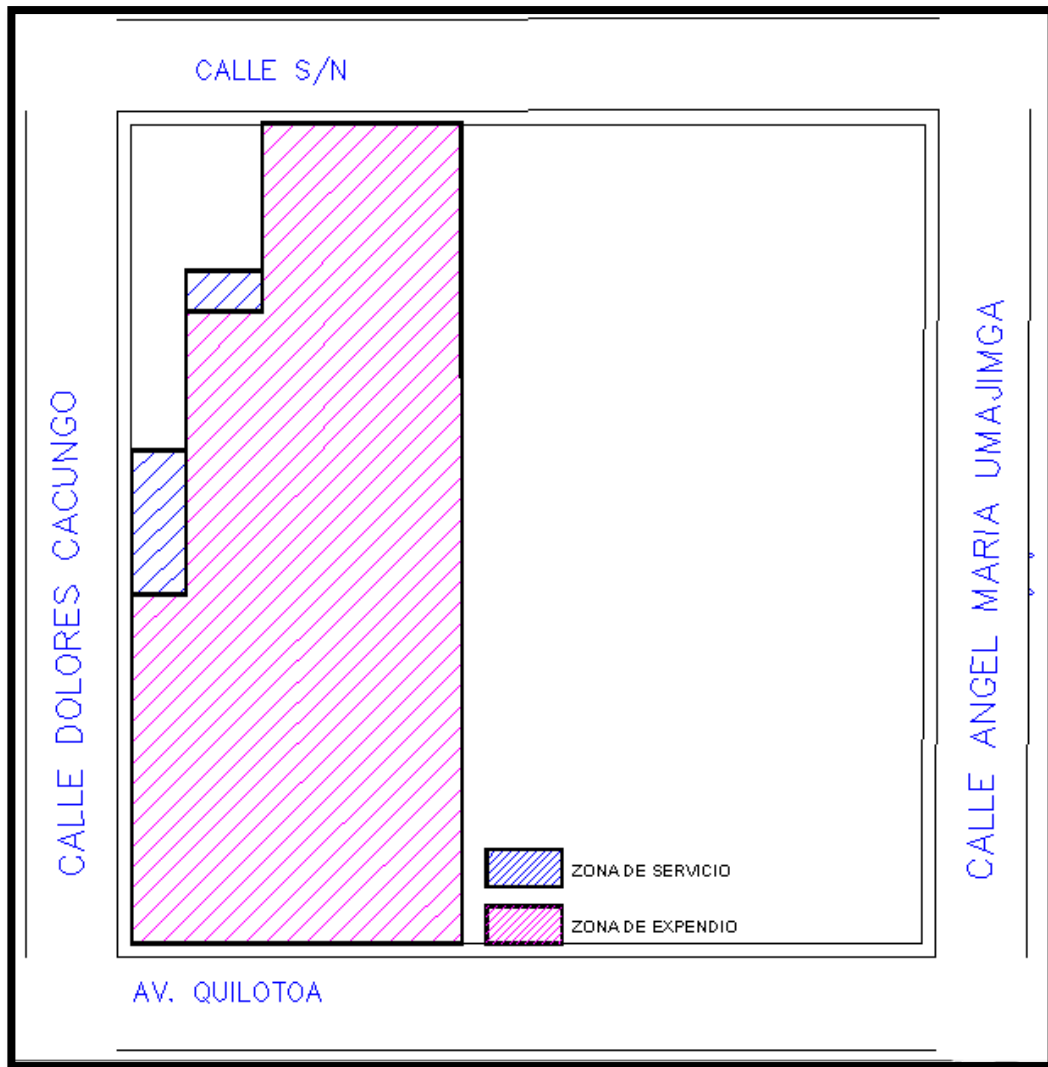 CALLE S/N
CALLE DOLORES CACUNGO
CALLE ANGEL MARIA UMAJIMGA
ZONA DE SERVICIO
ZONA DE EXPENDIO
AV. QUILOTOA